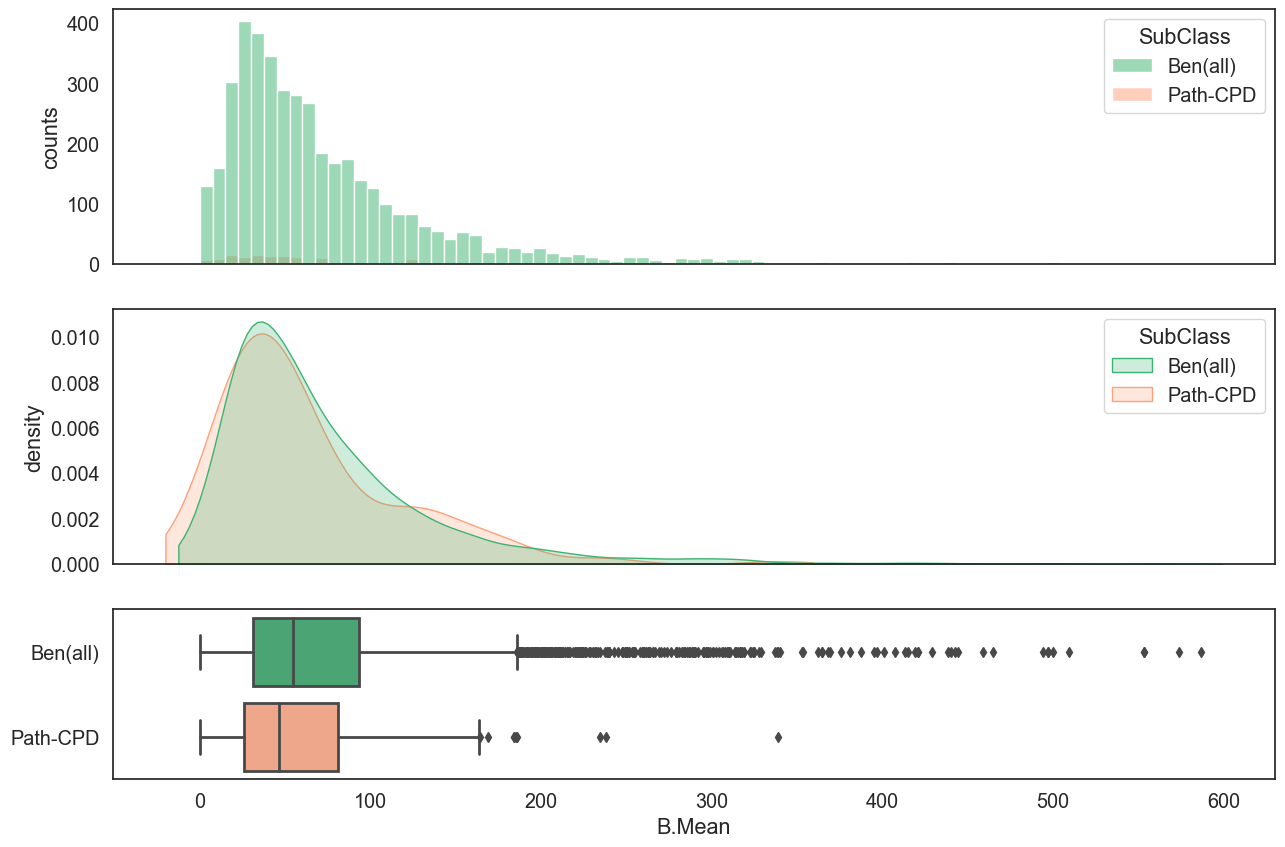 400
300
200
100
0
counts
SubClass
Ben(all)
Path-CPD
0.010
0.008
0.006
0.004
0.002
0.000
density
SubClass
Ben(all)
Path-CPD
Ben(all)
Path-CPD
0 100 200 300 400 500 600
B.Mean